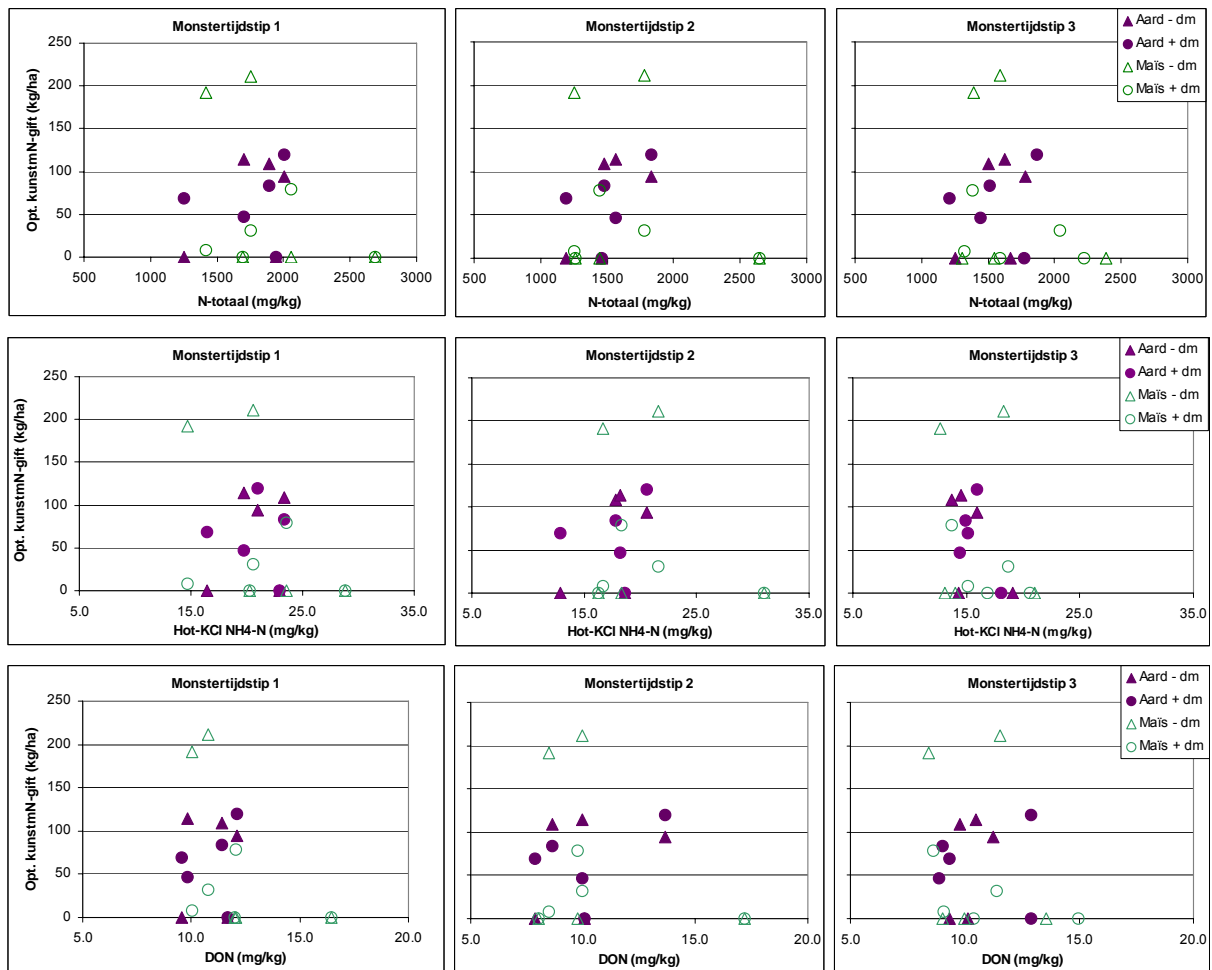 Monstertijdstip 1
Opt. kunstmN-gift (kg/ha)
250
200
150
100
50
0
500 1000 1500 2000 2500 3000
N-totaal (mg/kg)
Monstertijdstip 2
500 1000 1500 2000 2500 3000
N-totaal (mg/kg)
Monstertijdstip 3
Aard - dm
Aard + dm
Maïs - dm
Maïs + dm
500 1000 1500 2000 2500 3000
N-totaal (mg/kg)
Monstertijdstip 1
Opt. kunstmN-gift (kg/ha)
250
200
150
100
50
0
5.0 15.0 25.0 35.0
Hot-KCl NH4-N (mg/kg)
Monstertijdstip 2
5.0 15.0 25.0 35.0
Hot-KCl NH4-N (mg/kg)
Monstertijdstip 3
Aard - dm
Aard + dm
Maïs - dm
Maïs + dm
5.0 15.0 25.0 35.0
Hot-KCl NH4-N (mg/kg)
Monstertijdstip 1
Opt. kunstmN-gift (kg/ha)
250
200
150
100
50
0
5.0 10.0 15.0 20.0
DON (mg/kg)
Monstertijdstip 2
5.0 10.0 15.0 20.0
DON (mg/kg)
Monstertijdstip 3
Aard - dm
Aard + dm
Maïs - dm
Maïs + dm
5.0 10.0 15.0 20.0
DON (mg/kg)